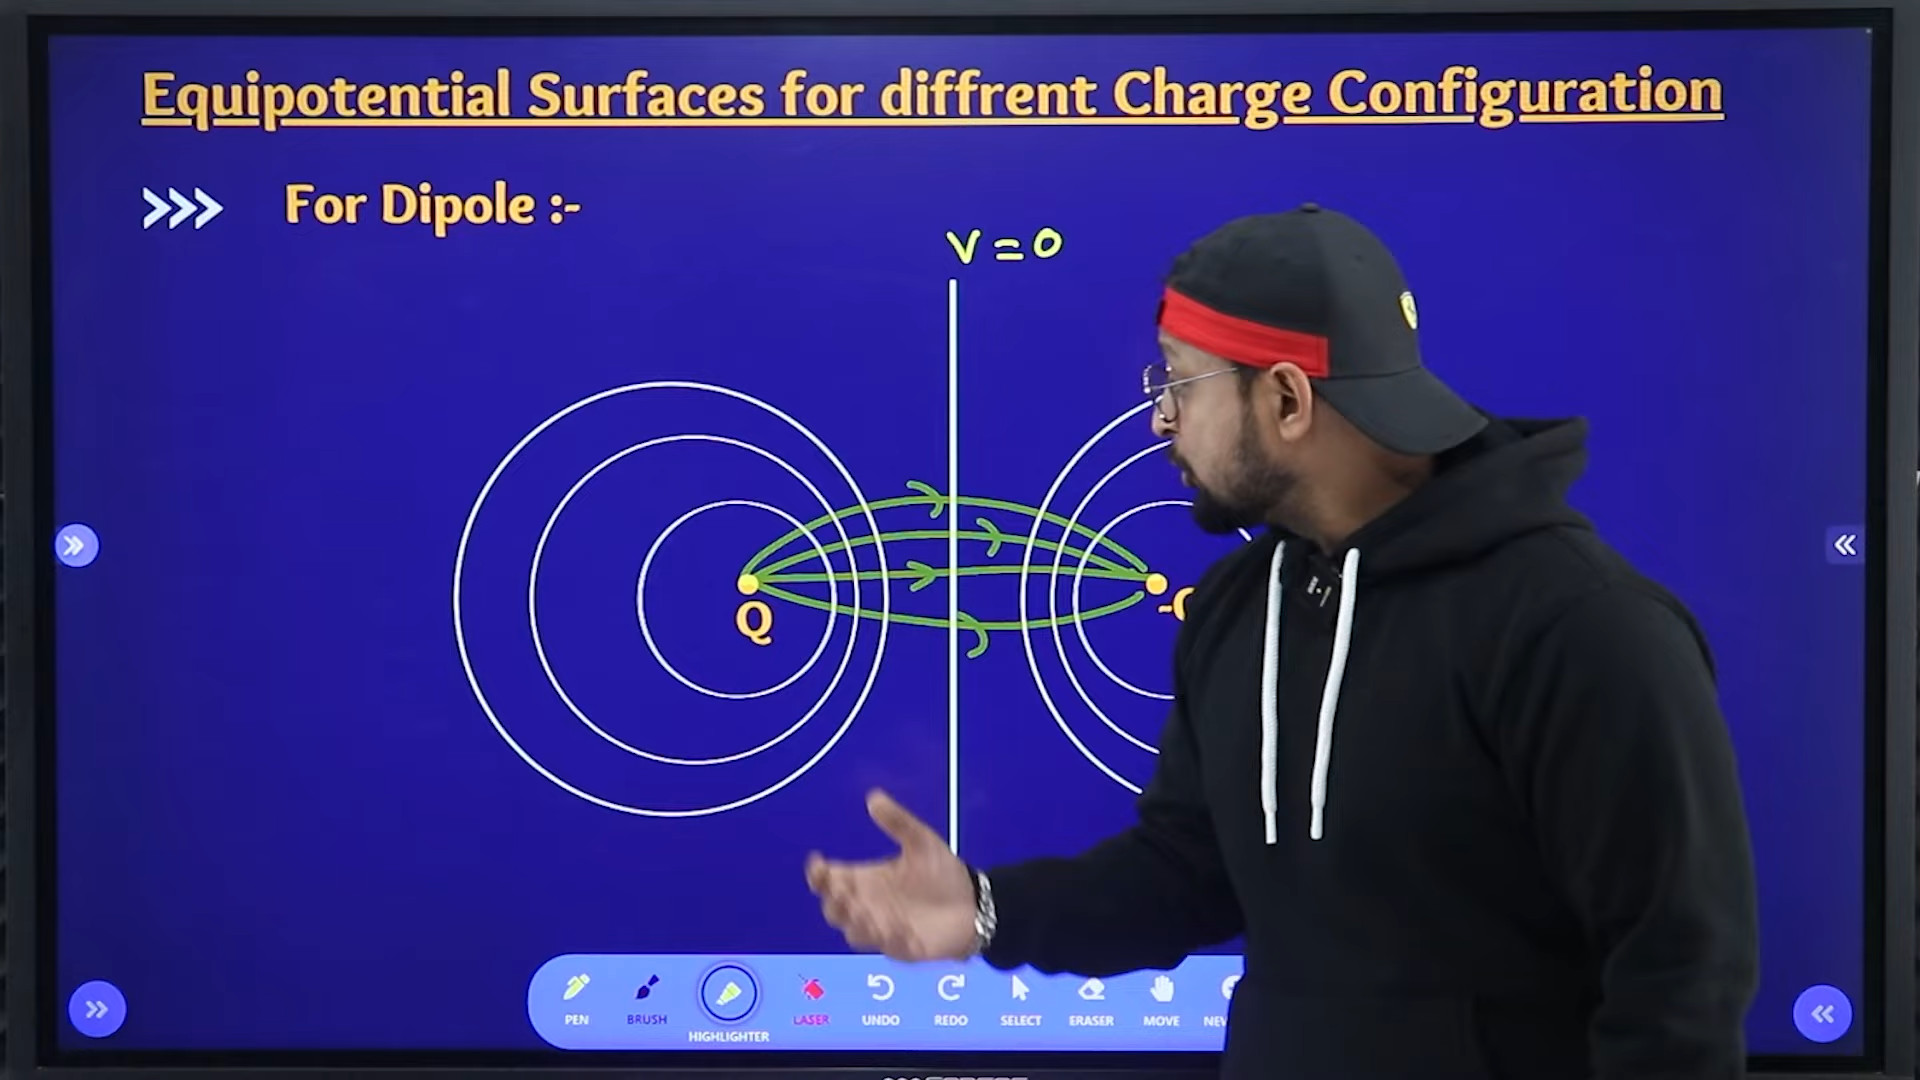 Equipotential Surfaces for diffrent Charge Configuration
>>> For Dipole :-
V = 0
Q
PEN BRUSH HIGHLIGHTER LASER UNDO REDO SELECT ERASER MOVE